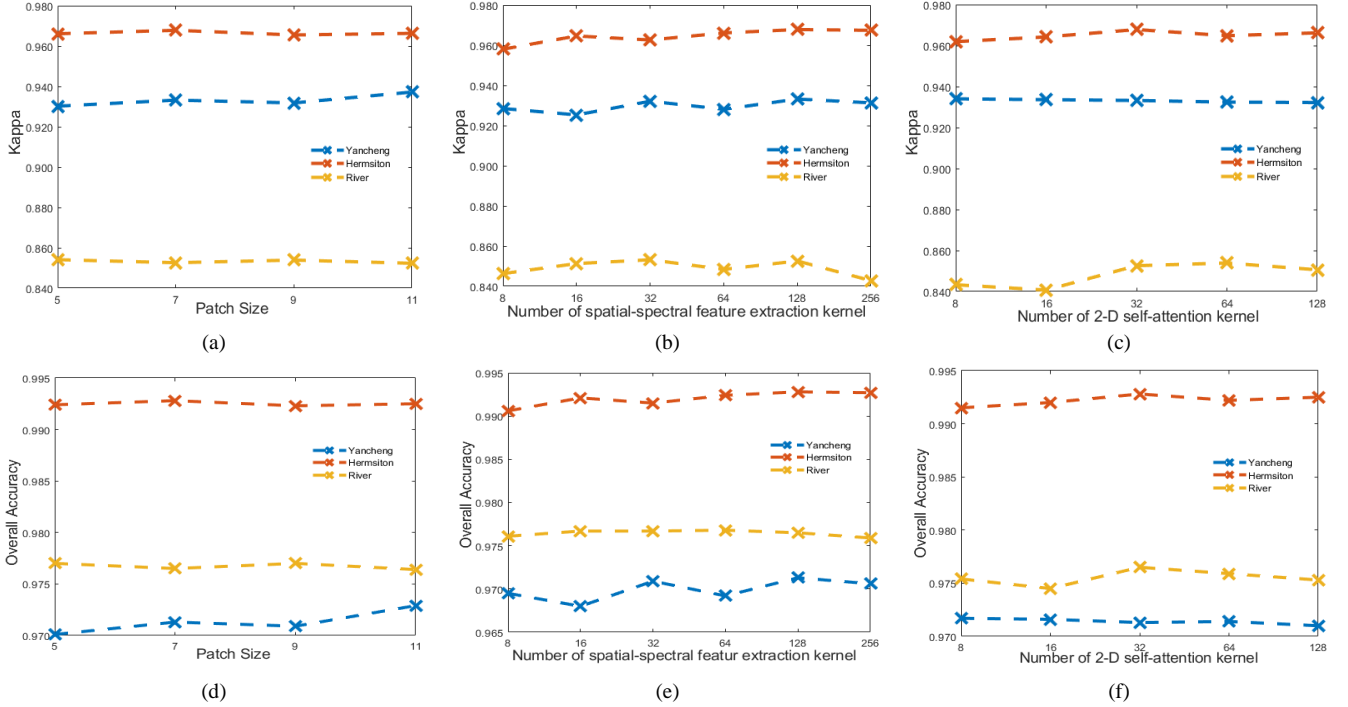 0.980
0.960
0.940
0.920
0.900
0.880
0.860
0.840
Kappa
Yancheng
Hermsiton
River
5
7
9
11
Patch Size
(a)
0.980
0.960
0.940
0.920
0.900
0.880
0.860
0.840
Kappa
Yancheng
Hermsiton
River
8
16
32
64
128
256
Number of spatial-spectral feature extraction kernel
(b)
0.980
0.960
0.940
0.920
0.900
0.880
0.860
0.840
Kappa
Yancheng
Hermsiton
River
8
16
32
64
128
Number of 2-D self-attention kernel
(c)
0.995
0.990
0.985
0.980
0.975
0.970
Overall Accuracy
Yancheng
Hermsiton
River
5
7
9
11
Patch Size
(d)
0.995
0.990
0.985
0.980
0.975
0.970
0.965
Overall Accuracy
Yancheng
Hermsiton
River
8
16
32
64
128
256
Number of spatial-spectral featur extraction kernel
(e)
0.995
0.990
0.985
0.980
0.975
0.970
Overall Accuracy
Yancheng
Hermsiton
River
8
16
32
64
128
Number of 2-D self-attention kernel
(f)